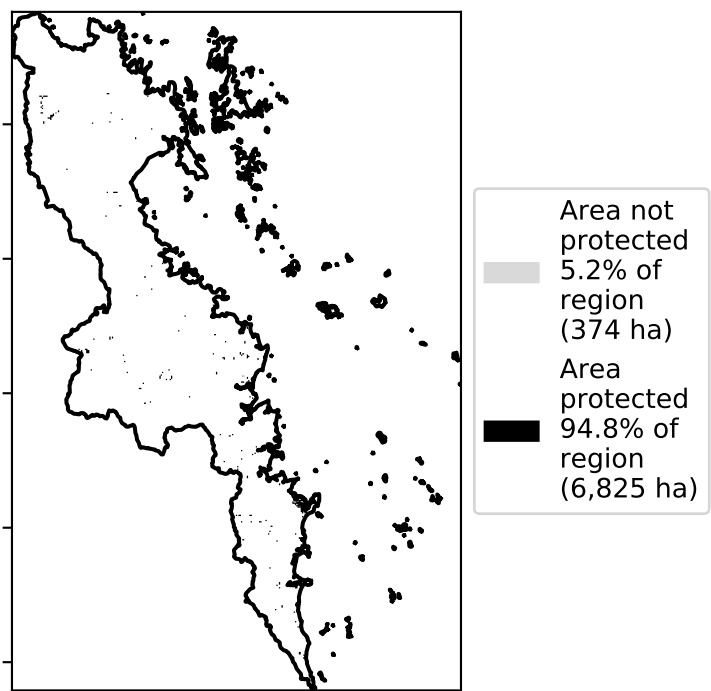 Area not
protected
5.2% of
region
(374 ha)
Area
protected
94.8% of
region
(6,825 ha)